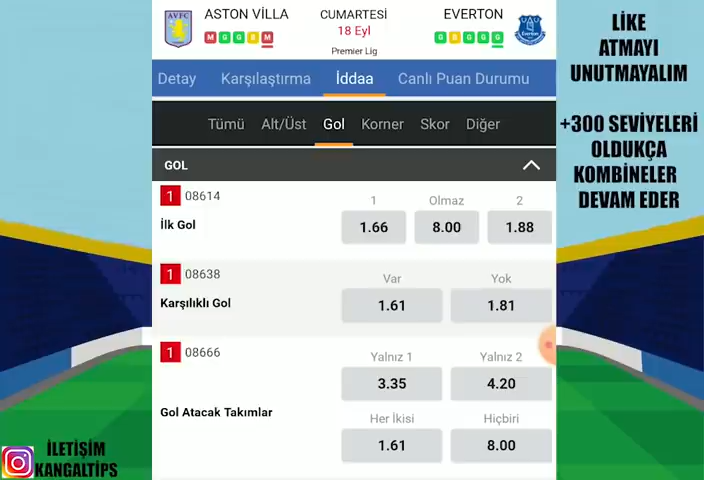 ASTON VİLLA
M G G B M
CUMARTESİ
18 Eyl
Premier Lig
EVERTON
G B G G G
Detay Karşılaştırma İddaa Canlı Puan Durumu
Tümü Alt/Üst Gol Korner Skor Diğer
GOL
1 08614
İlk Gol
1 Olmaz 2
1.66 8.00 1.88
1 08638
Karşılıklı Gol
Var Yok
1.61 1.81
1 08666
Gol Atacak Takımlar
Yalnız 1 Yalnız 2
3.35 4.20
Her İkisi Hiçbiri
1.61 8.00
LİKE
ATMAYI
UNUTMAYALIM
+300 SEVİYELERİ
OLDUKÇA
KOMBİNELER
DEVAM EDER
İLETİŞİM
KANGALTİPS
AVFC
Everton